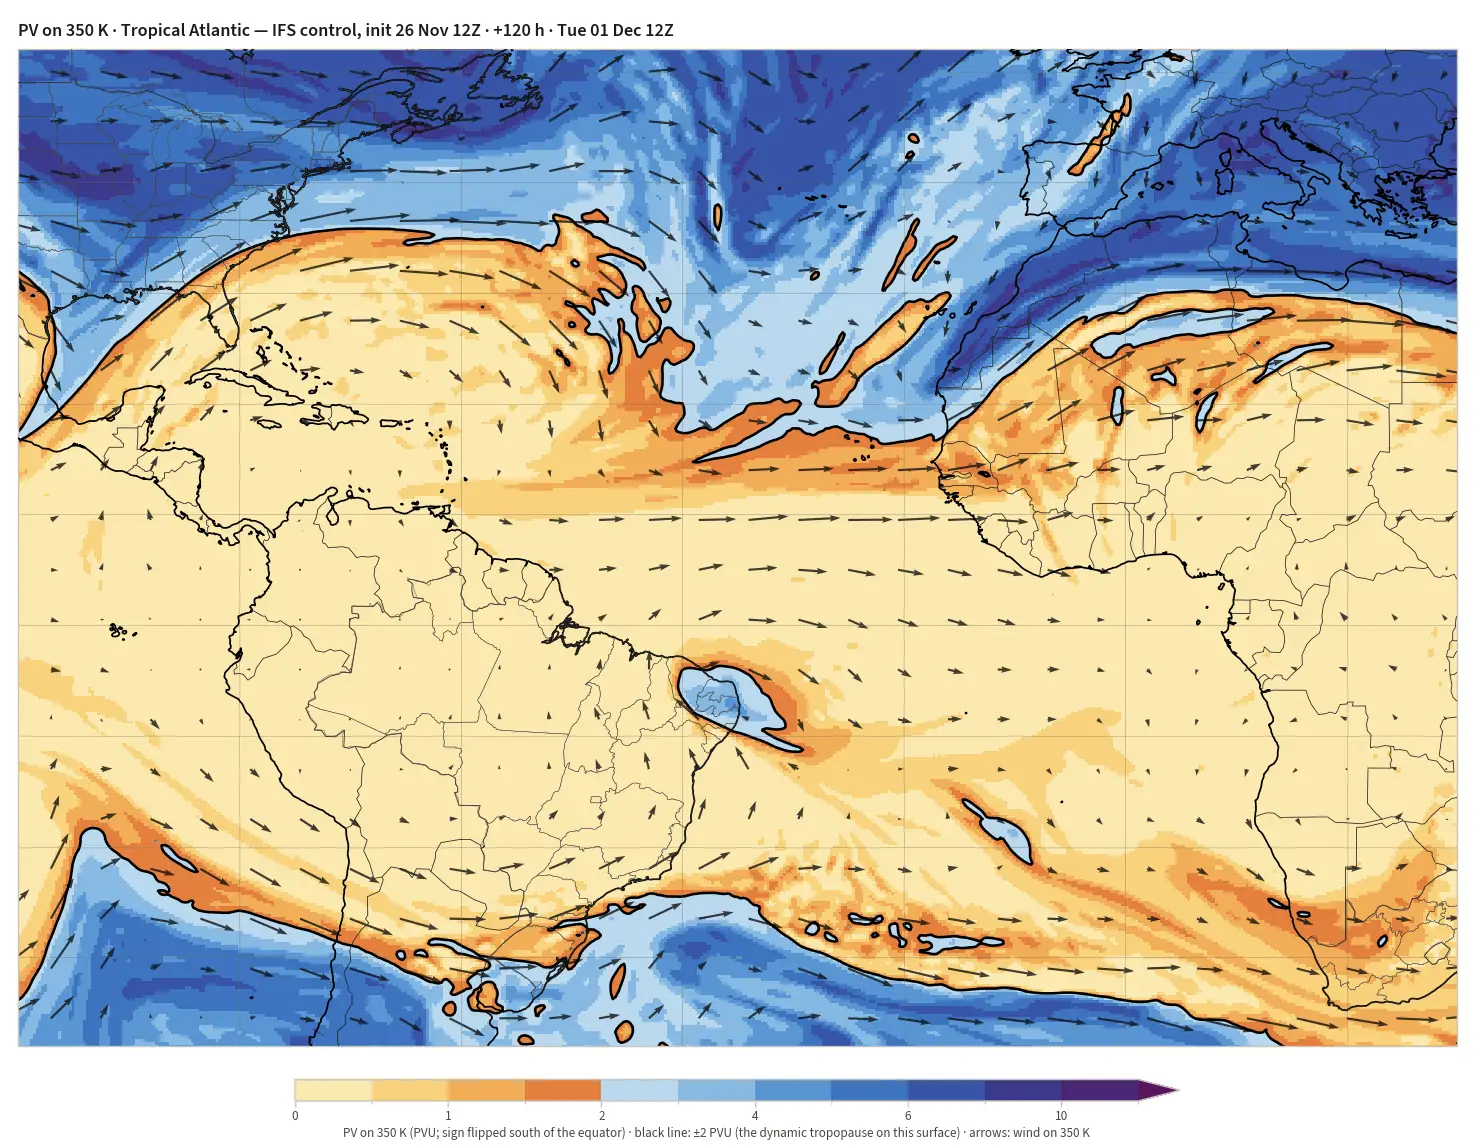 PV on 350 K · Tropical Atlantic — IFS control, init 26 Nov 12Z · +120 h · Tue 01 Dec 12Z
0 1 2 4 6 10
PV on 350 K (PVU; sign flipped south of the equator) · black line: ±2 PVU (the dynamic tropopause on this surface) · arrows: wind on 350 K